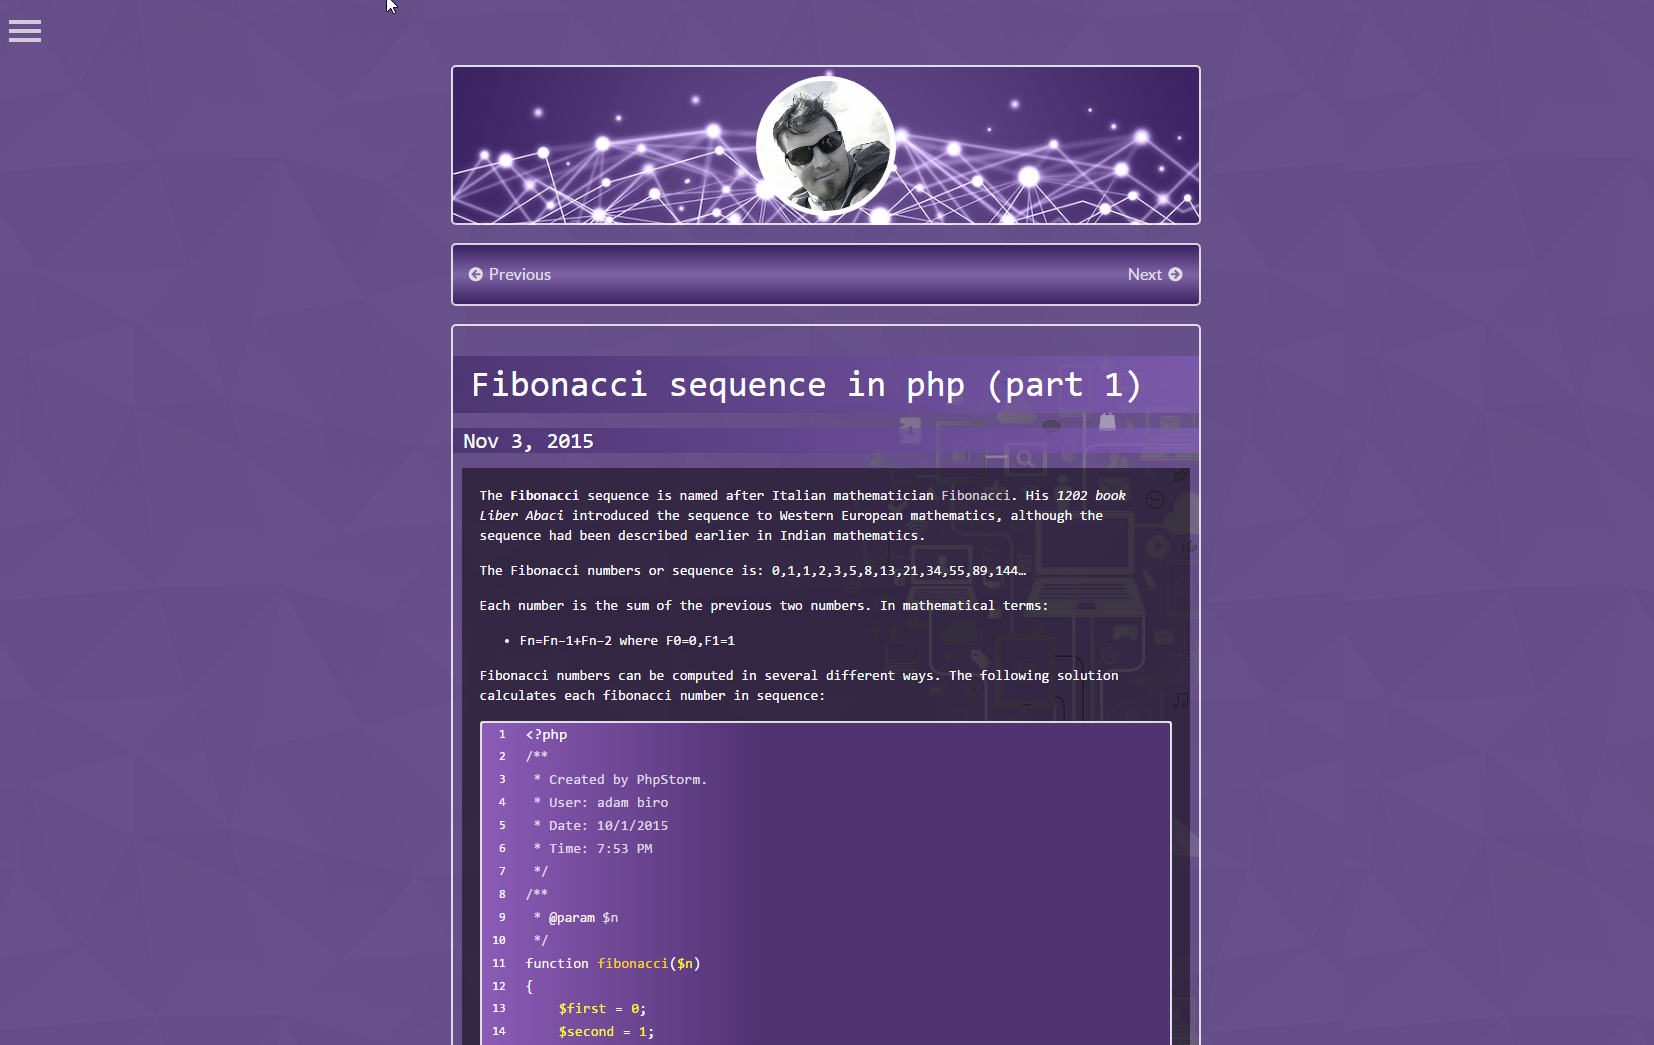 Previous
Next
Fibonacci sequence in php (part 1)
Nov 3, 2015
The Fibonacci sequence is named after Italian mathematician Fibonacci. His 1202 book
Liber Abaci introduced the sequence to Western European mathematics, although the
sequence had been described earlier in Indian mathematics.
The Fibonacci numbers or sequence is: 0,1,1,2,3,5,8,13,21,34,55,89,144…
Each number is the sum of the previous two numbers. In mathematical terms:
• Fn=Fn−1+Fn−2 where F0=0,F1=1
Fibonacci numbers can be computed in several different ways. The following solution
calculates each fibonacci number in sequence:
1 <?php
2 /**
3  * Created by PhpStorm.
4  * User: adam biro
5  * Date: 10/1/2015
6  * Time: 7:53 PM
7  */
8 /**
9  * @param $n
10  */
11 function fibonacci($n)
12 {
13     $first = 0;
14     $second = 1;